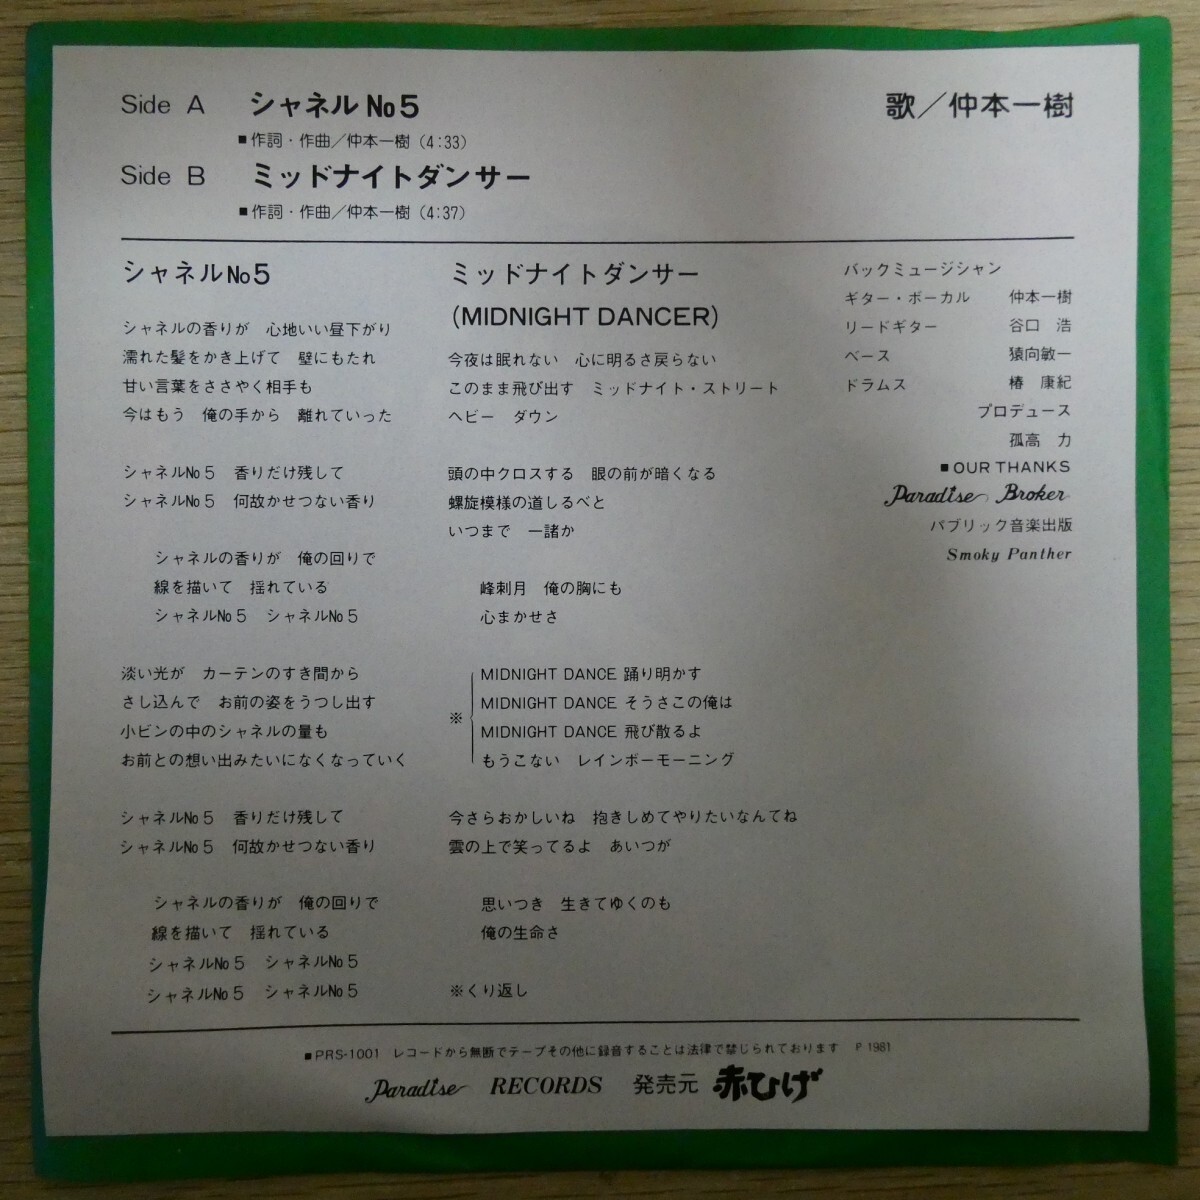 Side A シャネル№5
歌／仲本一樹
■作詞・作曲／仲本一樹（4:33）
Side B ミッドナイトダンサー
■作詞・作曲／仲本一樹（4:37）
シャネル№5
シャネルの香りが 心地いい昼下がり
濡れた髪をかき上げて 壁にもたれ
甘い言葉をささやく相手も
今はもう 俺の手から 離れていった
シャネル№5 香りだけ残して
シャネル№5 何故かせつない香り
シャネルの香りが 俺の回りで
線を描いて 揺れている
シャネル№5 シャネル№5
淡い光が カーテンのすき間から
さし込んで お前の姿をうつし出す
小ビンの中のシャネルの量も
お前との想い出みたいになくなっていく
シャネル№5 香りだけ残して
シャネル№5 何故かせつない香り
シャネルの香りが 俺の回りで
線を描いて 揺れている
シャネル№5 シャネル№5
シャネル№5 シャネル№5
ミッドナイトダンサー
(MIDNIGHT DANCER)
今夜は眠れない 心に明るさ戻らない
このまま飛び出す ミッドナイト・ストリート
ヘビー ダウン
頭の中クロスする 眼の前が暗くなる
螺旋模様の道しるべと
いつまで 一諸か
峰刺月 俺の胸にも
心まかせさ
※ MIDNIGHT DANCE 踊り明かす
MIDNIGHT DANCE そうさこの俺は
MIDNIGHT DANCE 飛び散るよ
もうこない レインボーモーニング
今さらおかしいね 抱きしめてやりたいなんてね
雲の上で笑ってるよ あいつが
思いつき 生きてゆくのも
俺の生命さ
※くり返し
バックミュージシャン
ギター・ボーカル 仲本一樹
リードギター 谷口 浩
ベース 猿向敏一
ドラムス 椿 康紀
プロデュース
孤高 力
■OUR THANKS
Paradise Broker
パブリック音楽出版
Smoky Panther
■PRS-1001 レコードから無断でテープその他に録音することは法律で禁じられております P 1981
Paradise RECORDS 発売元 赤ひげ